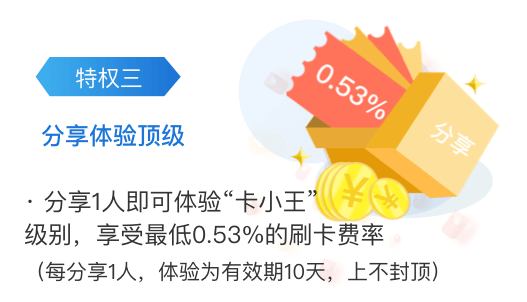 特权三
分享体验顶级
0.53%
分享
· 分享1人即可体验“卡小王”
级别，享受最低0.53%的刷卡费率
（每分享1人，体验为有效期10天，上不封顶）